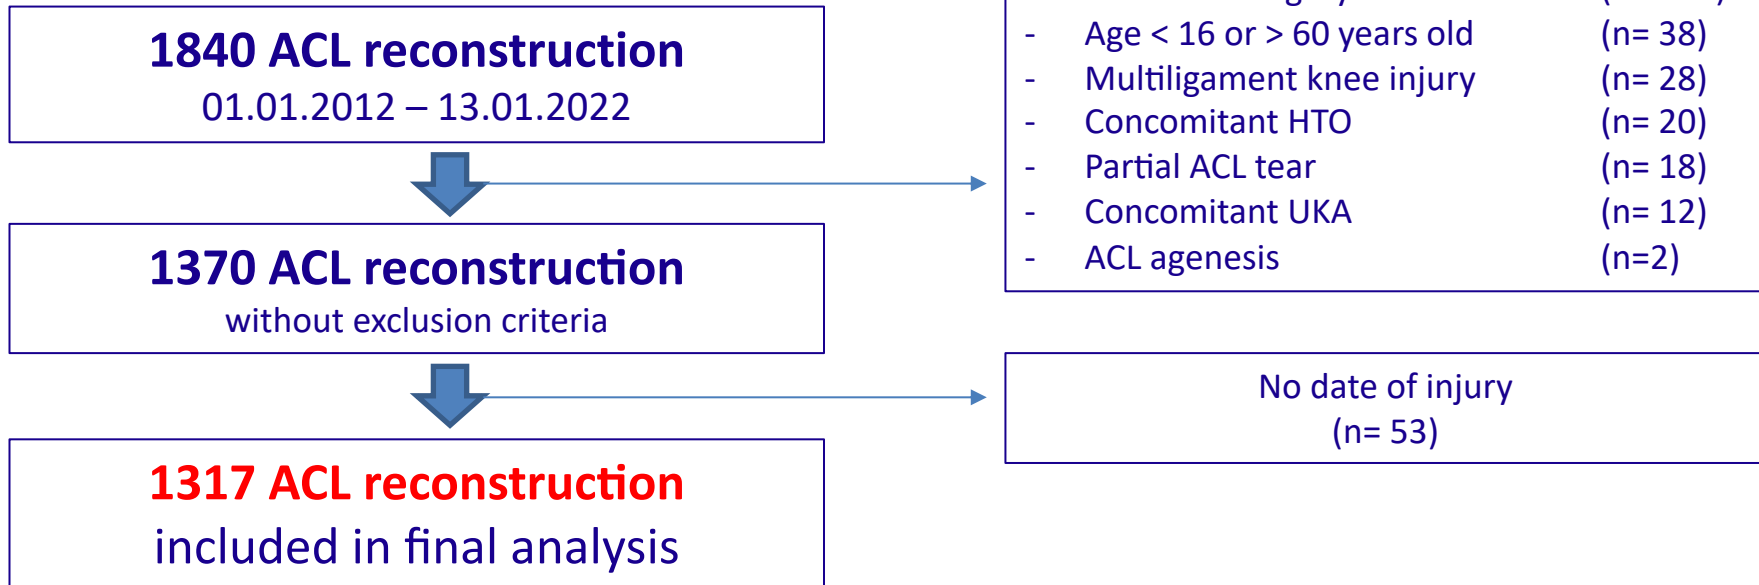 1840 ACL reconstruction
01.01.2012 – 13.01.2022
- Age < 16 or > 60 years old (n= 38)
- Multiligament knee injury (n= 28)
- Concomitant HTO (n= 20)
- Partial ACL tear (n= 18)
- Concomitant UKA (n= 12)
- ACL agenesis (n=2)
1370 ACL reconstruction
without exclusion criteria
No date of injury
(n= 53)
1317 ACL reconstruction
included in final analysis